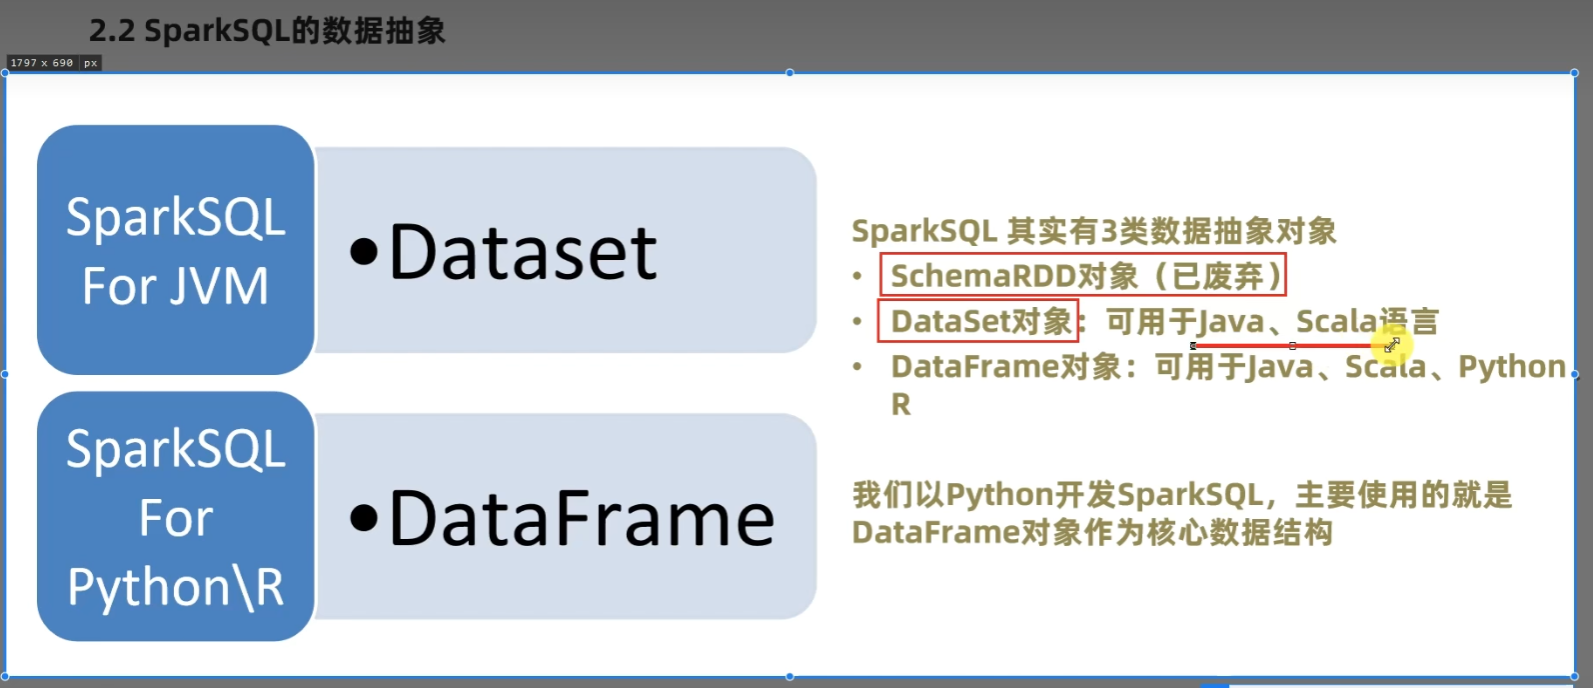 2.2 SparkSQL的数据抽象
1797 x 690 px
SparkSQL
For JVM
•Dataset
SparkSQL
For
Python\R
•DataFrame
SparkSQL 其实有3类数据抽象对象
• SchemaRDD对象（已废弃）
• DataSet对象：可用于Java、Scala语言
• DataFrame对象：可用于Java、Scala、Python
R
我们以Python开发SparkSQL，主要使用的就是
DataFrame对象作为核心数据结构